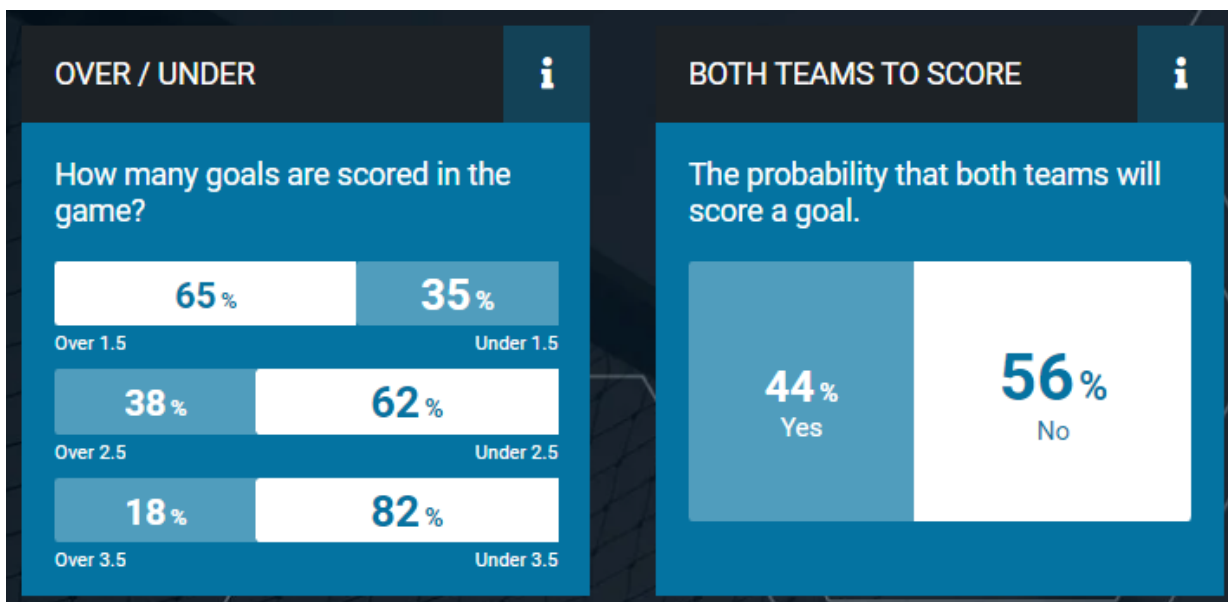 OVER / UNDER
i
How many goals are scored in the
game?
65 %
35 %
Over 1.5
Under 1.5
38 %
62 %
Over 2.5
Under 2.5
18 %
82 %
Over 3.5
Under 3.5
BOTH TEAMS TO SCORE
i
The probability that both teams will
score a goal.
44 %
Yes
56 %
No